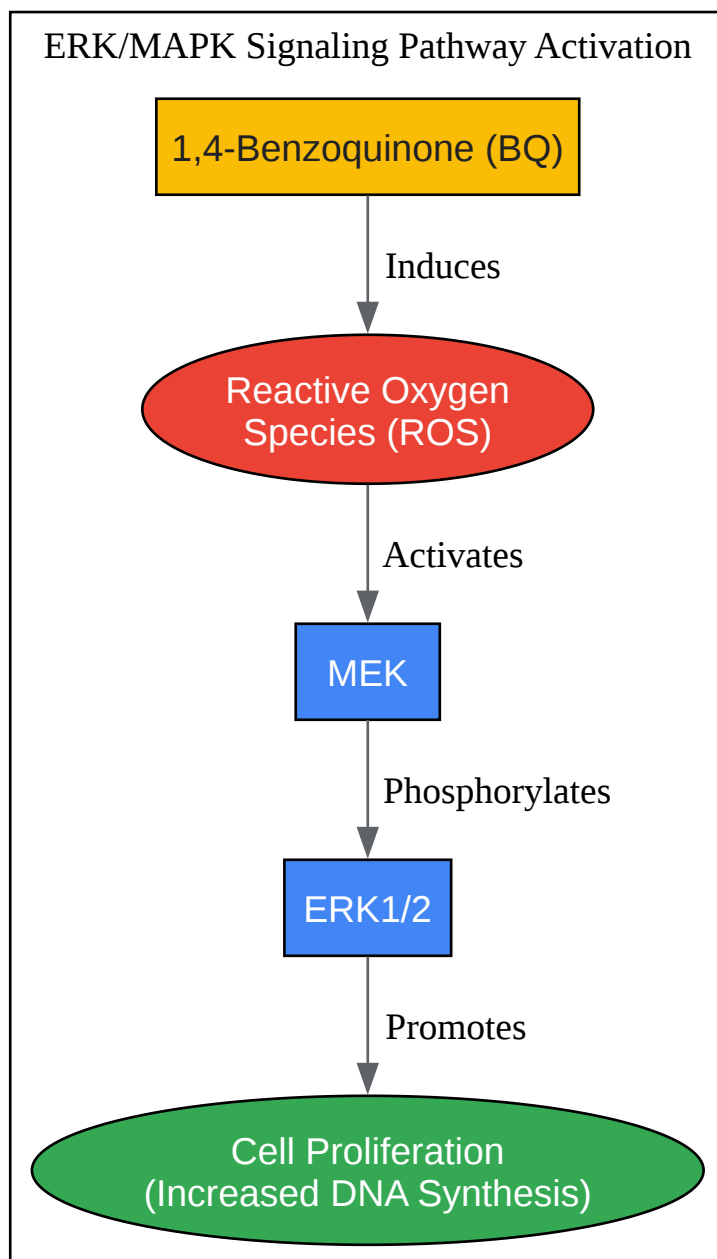 ERK/MAPK Signaling Pathway Activation
1,4-Benzoquinone (BQ)
Induces
Reactive Oxygen
Species (ROS)
Activates
MEK
Phosphorylates
ERK1/2
Promotes
Cell Proliferation
(Increased DNA Synthesis)